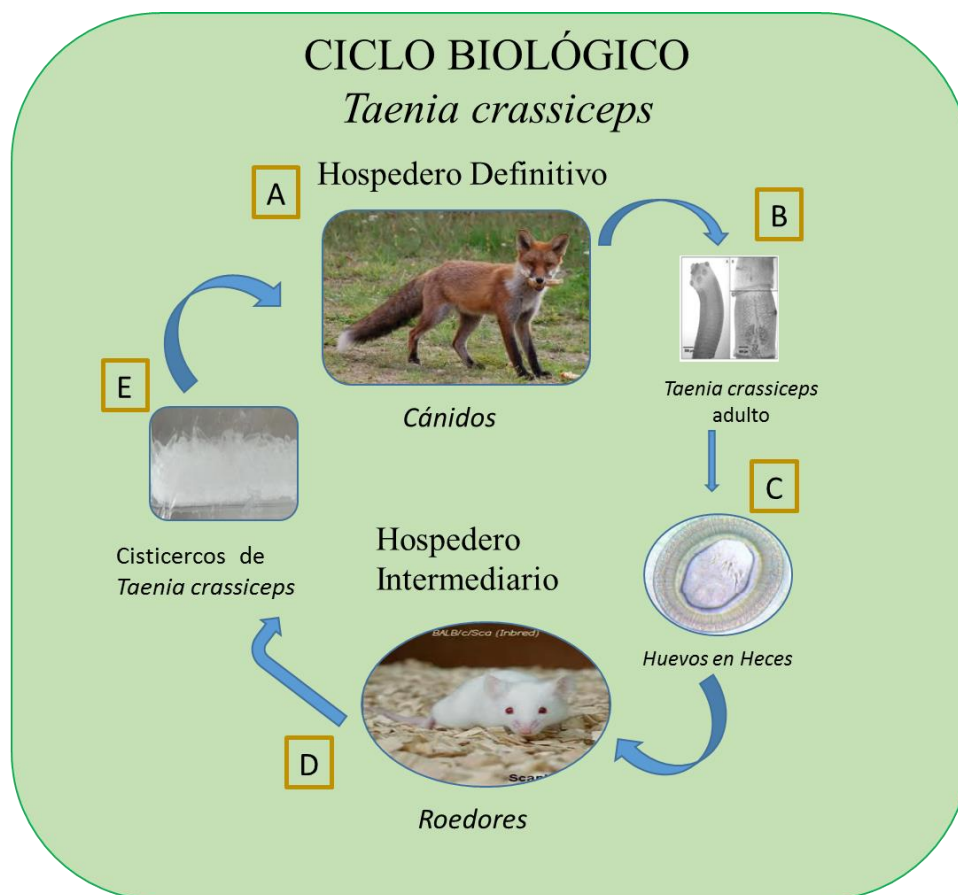 CICLO BIOLÓGICO
Taenia crassiceps
A
Hospedero Definitivo
B
Cánidos
Taenia crassiceps
adulto
E
C
Cisticercos de
Taenia crassiceps
Hospedero
Intermediario
Huevos en Heces
BALB/c/Sca (Inbred)
D
Roedores